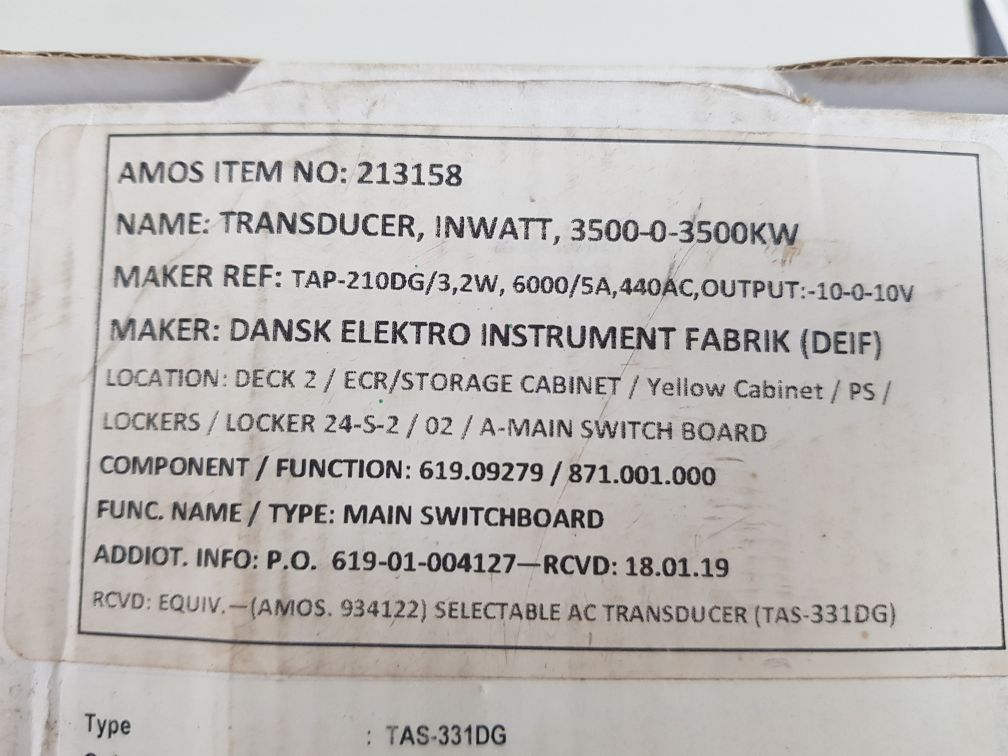 AMOS ITEM NO: 213158
NAME: TRANSDUCER, INWATT, 3500-0-3500KW
MAKER REF: TAP-210DG/3,2W, 6000/5A,440AC,OUTPUT:-10-0-10V
MAKER: DANSK ELEKTRO INSTRUMENT FABRIK (DEIF)
LOCATION: DECK 2 / ECR/STORAGE CABINET / Yellow Cabinet / PS /
LOCKERS / LOCKER 24-S-2 / 02 / A-MAIN SWITCH BOARD
COMPONENT / FUNCTION: 619.09279 / 871.001.000
FUNC. NAME / TYPE: MAIN SWITCHBOARD
ADDIOT. INFO: P.O. 619-01-004127—RCVD: 18.01.19
RCVD: EQUIV.—(AMOS. 934122) SELECTABLE AC TRANSDUCER (TAS-331DG)
Type : TAS-331DG